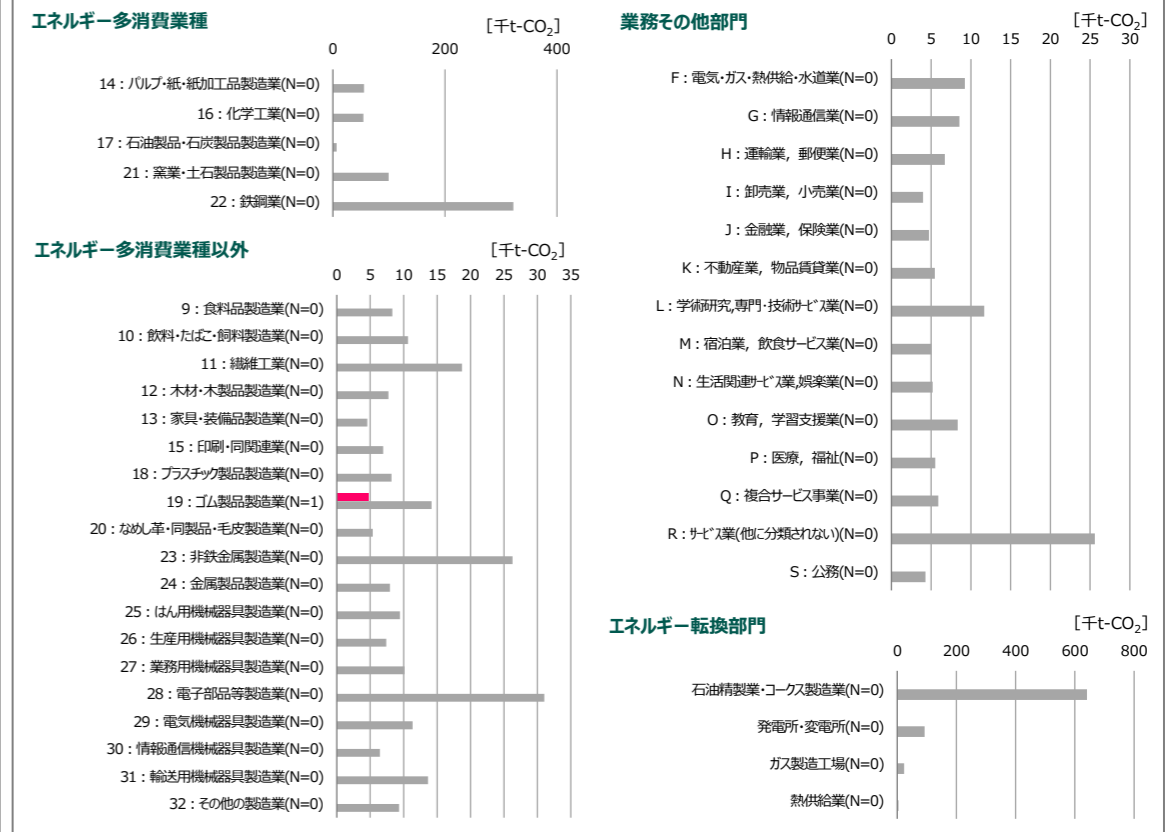 エネルギー多消費業種
[千t-CO2]
0 200 400
14：パルプ・紙・紙加工品製造業(N=0)
16：化学工業(N=0)
17：石油製品・石炭製品製造業(N=0)
21：窯業・土石製品製造業(N=0)
22：鉄鋼業(N=0)
エネルギー多消費業種以外
[千t-CO2]
0 5 10 15 20 25 30 35
9：食料品製造業(N=0)
10：飲料・たばこ・飼料製造業(N=0)
11：繊維工業(N=0)
12：木材・木製品製造業(N=0)
13：家具・装備品製造業(N=0)
15：印刷・同関連業(N=0)
18：プラスチック製品製造業(N=0)
19：ゴム製品製造業(N=1)
20：なめし革・同製品・毛皮製造業(N=0)
23：非鉄金属製造業(N=0)
24：金属製品製造業(N=0)
25：はん用機械器具製造業(N=0)
26：生産用機械器具製造業(N=0)
27：業務用機械器具製造業(N=0)
28：電子部品等製造業(N=0)
29：電気機械器具製造業(N=0)
30：情報通信機械器具製造業(N=0)
31：輸送用機械器具製造業(N=0)
32：その他の製造業(N=0)
業務その他部門
[千t-CO2]
0 5 10 15 20 25 30
F：電気・ガス・熱供給・水道業(N=0)
G：情報通信業(N=0)
H：運輸業，郵便業(N=0)
I：卸売業，小売業(N=0)
J：金融業，保険業(N=0)
K：不動産業，物品賃貸業(N=0)
L：学術研究,専門・技術ｻｰﾋﾞｽ業(N=0)
M：宿泊業，飲食サービス業(N=0)
N：生活関連ｻｰﾋﾞｽ業,娯楽業(N=0)
O：教育，学習支援業(N=0)
P：医療，福祉(N=0)
Q：複合サービス事業(N=0)
R：ｻｰﾋﾞｽ業(他に分類されない)(N=0)
S：公務(N=0)
エネルギー転換部門
[千t-CO2]
0 200 400 600 800
石油精製業・コークス製造業(N=0)
発電所・変電所(N=0)
ガス製造工場(N=0)
熱供給業(N=0)